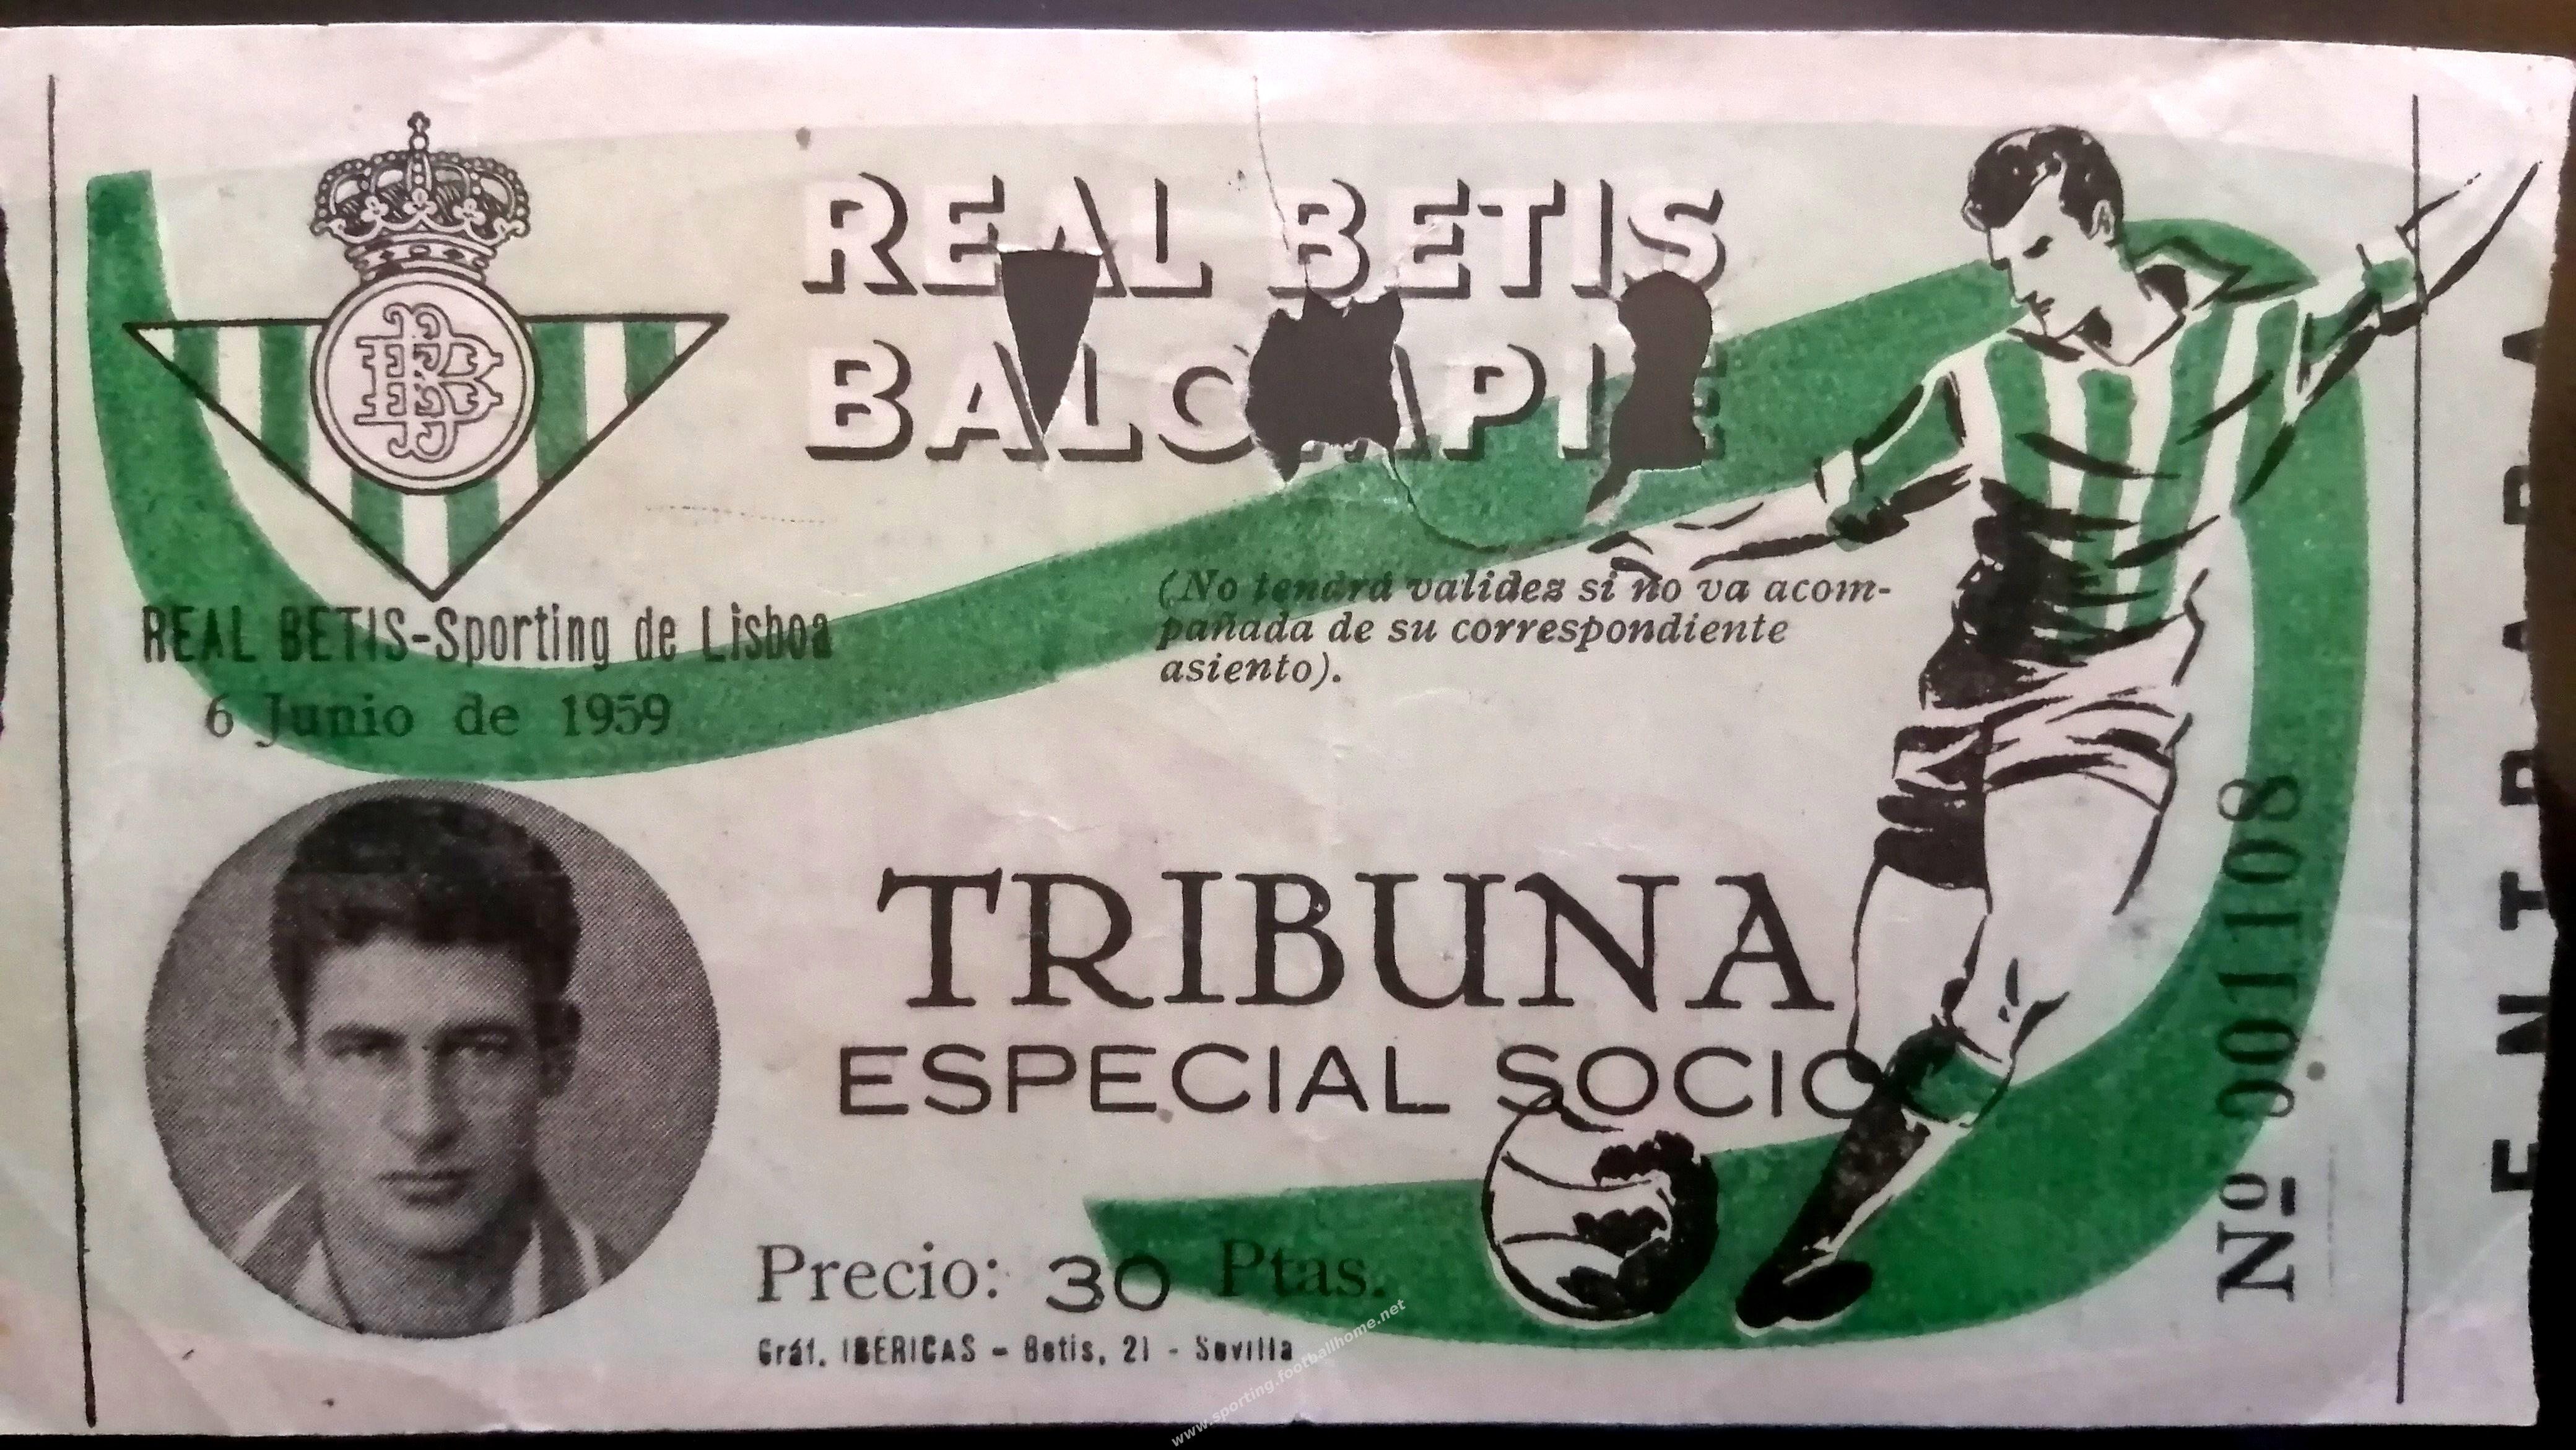 REAL BETIS
BALOMPIE
REAL BETIS-Sporting de Lisboa
6 Junio de 1959
(No tendrá validez si no va acom-
pañada de su correspondiente
asiento).
TRIBUNA
ESPECIAL SOCIO
Precio: 30 Ptas.
Gráf. IBERICAS - Betis, 21 - Sevilla
Nº 001108
www.sporting.footballhome.net